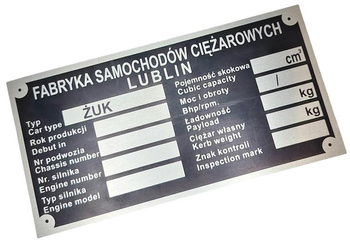 FABRYKA SAMOCHODÓW CIĘŻAROWYCH
LUBLIN
Typ
Car type
ŻUK
Rok produkcji
Debut in
Nr podwozia
Chassis number
Nr. silnika
Engine number
Typ silnika
Engine model
Pojemność skokowa
Cubic capacity
cm³
Moc i obroty
Bhp/rpm.
/
Ładowność
Payload
kg
Ciężar własny
Kerb weight
kg
Znak kontroli
Inspection mark